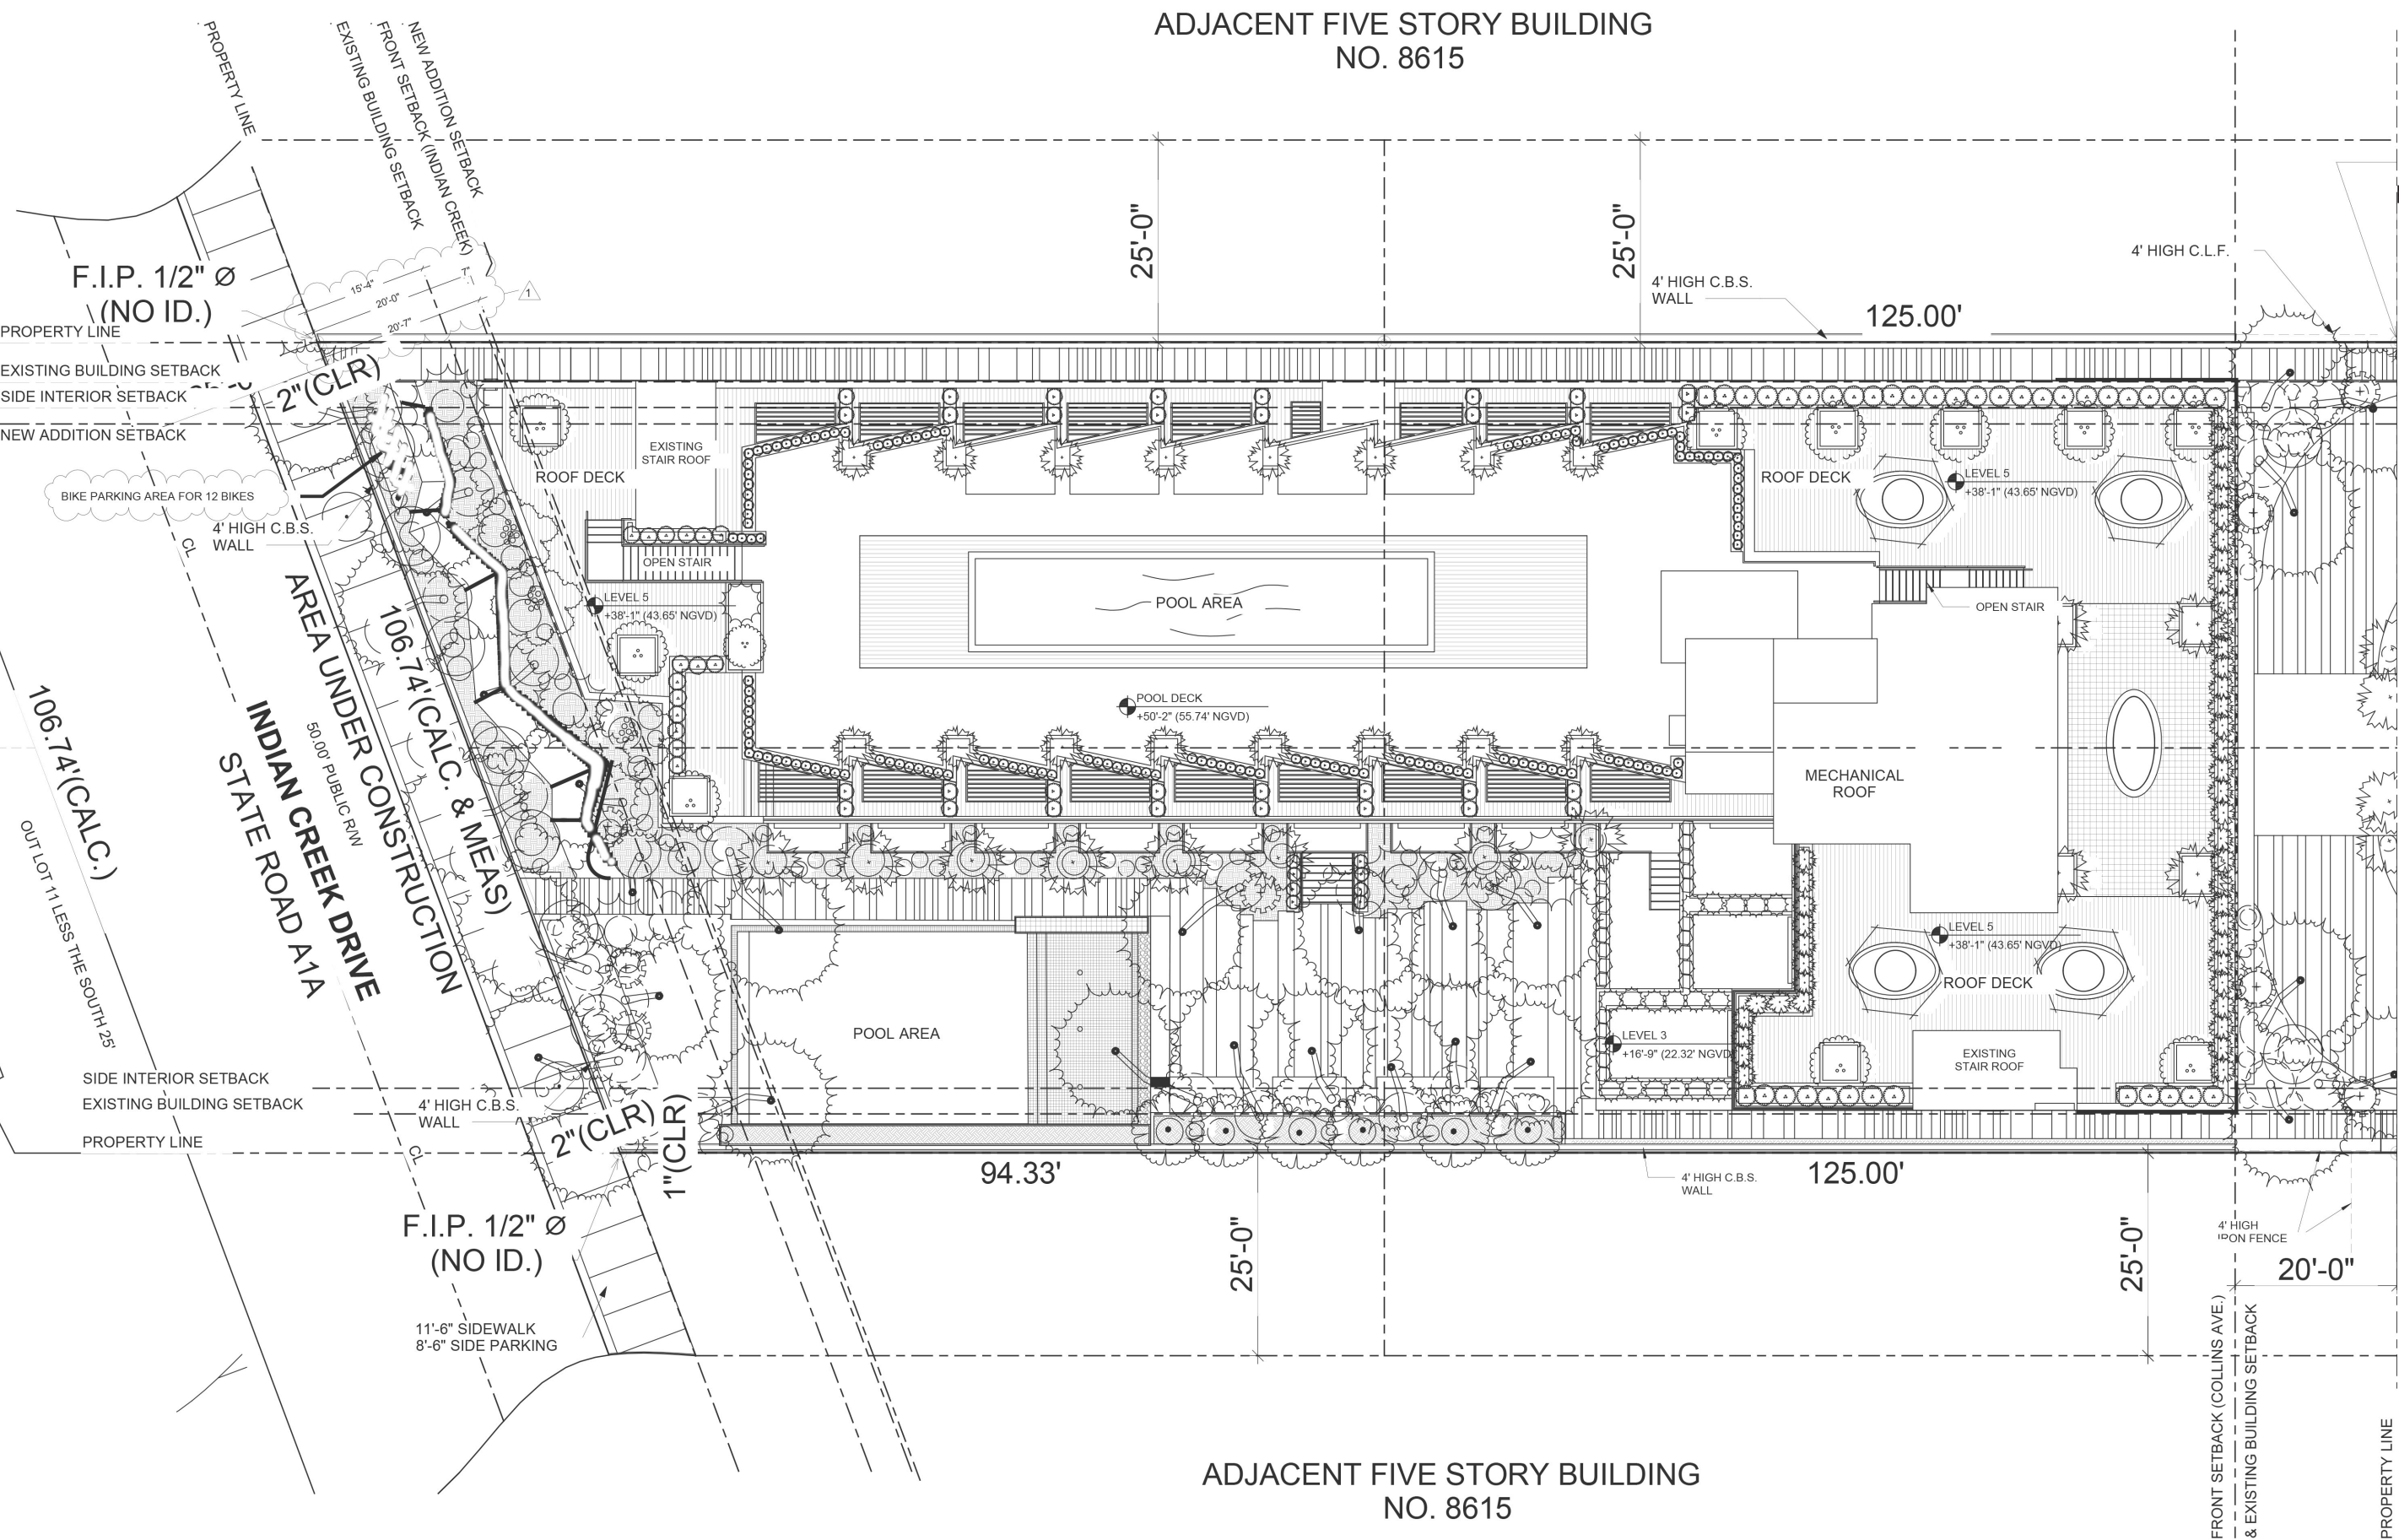 ADJACENT FIVE STORY BUILDING
NO. 8615
PROPERTY LINE
EXISTING BUILDING SETBACK
FRONT SETBACK (INDIAN CREEK)
NEW ADDITION SETBACK
25'-0"
25'-0"
4' HIGH C.L.F.
F.I.P. 1/2" Ø
(NO ID.)
15'-4"
7"
20'-0"
20'-7"
1
4' HIGH C.B.S.
WALL
125.00'
PROPERTY LINE
EXISTING BUILDING SETBACK
SIDE INTERIOR SETBACK
NEW ADDITION SETBACK
2"(CLR)
BIKE PARKING AREA FOR 12 BIKES
4' HIGH C.B.S.
WALL
CL
ROOF DECK
EXISTING
STAIR ROOF
OPEN STAIR
LEVEL 5
+38'-1" (43.65' NGVD)
POOL AREA
POOL DECK
+50'-2" (55.74' NGVD)
ROOF DECK
LEVEL 5
+38'-1" (43.65' NGVD)
OPEN STAIR
MECHANICAL
ROOF
AREA UNDER CONSTRUCTION
106.74'(CALC. & MEAS)
50.00' PUBLIC R/W
INDIAN CREEK DRIVE
STATE ROAD A1A
106.74'(CALC.)
OUT LOT 11 LESS THE SOUTH 25'
POOL AREA
LEVEL 5
+38'-1" (43.65' NGVD)
ROOF DECK
LEVEL 3
+16'-9" (22.32' NGVD)
EXISTING
STAIR ROOF
SIDE INTERIOR SETBACK
EXISTING BUILDING SETBACK
PROPERTY LINE
4' HIGH C.B.S.
WALL
CL
2"(CLR)
1"(CLR)
94.33'
4' HIGH C.B.S.
WALL
125.00'
F.I.P. 1/2" Ø
(NO ID.)
11'-6" SIDEWALK
8'-6" SIDE PARKING
25'-0"
25'-0"
4' HIGH
IRON FENCE
20'-0"
FRONT SETBACK (COLLINS AVE.)
& EXISTING BUILDING SETBACK
PROPERTY LINE
ADJACENT FIVE STORY BUILDING
NO. 8615